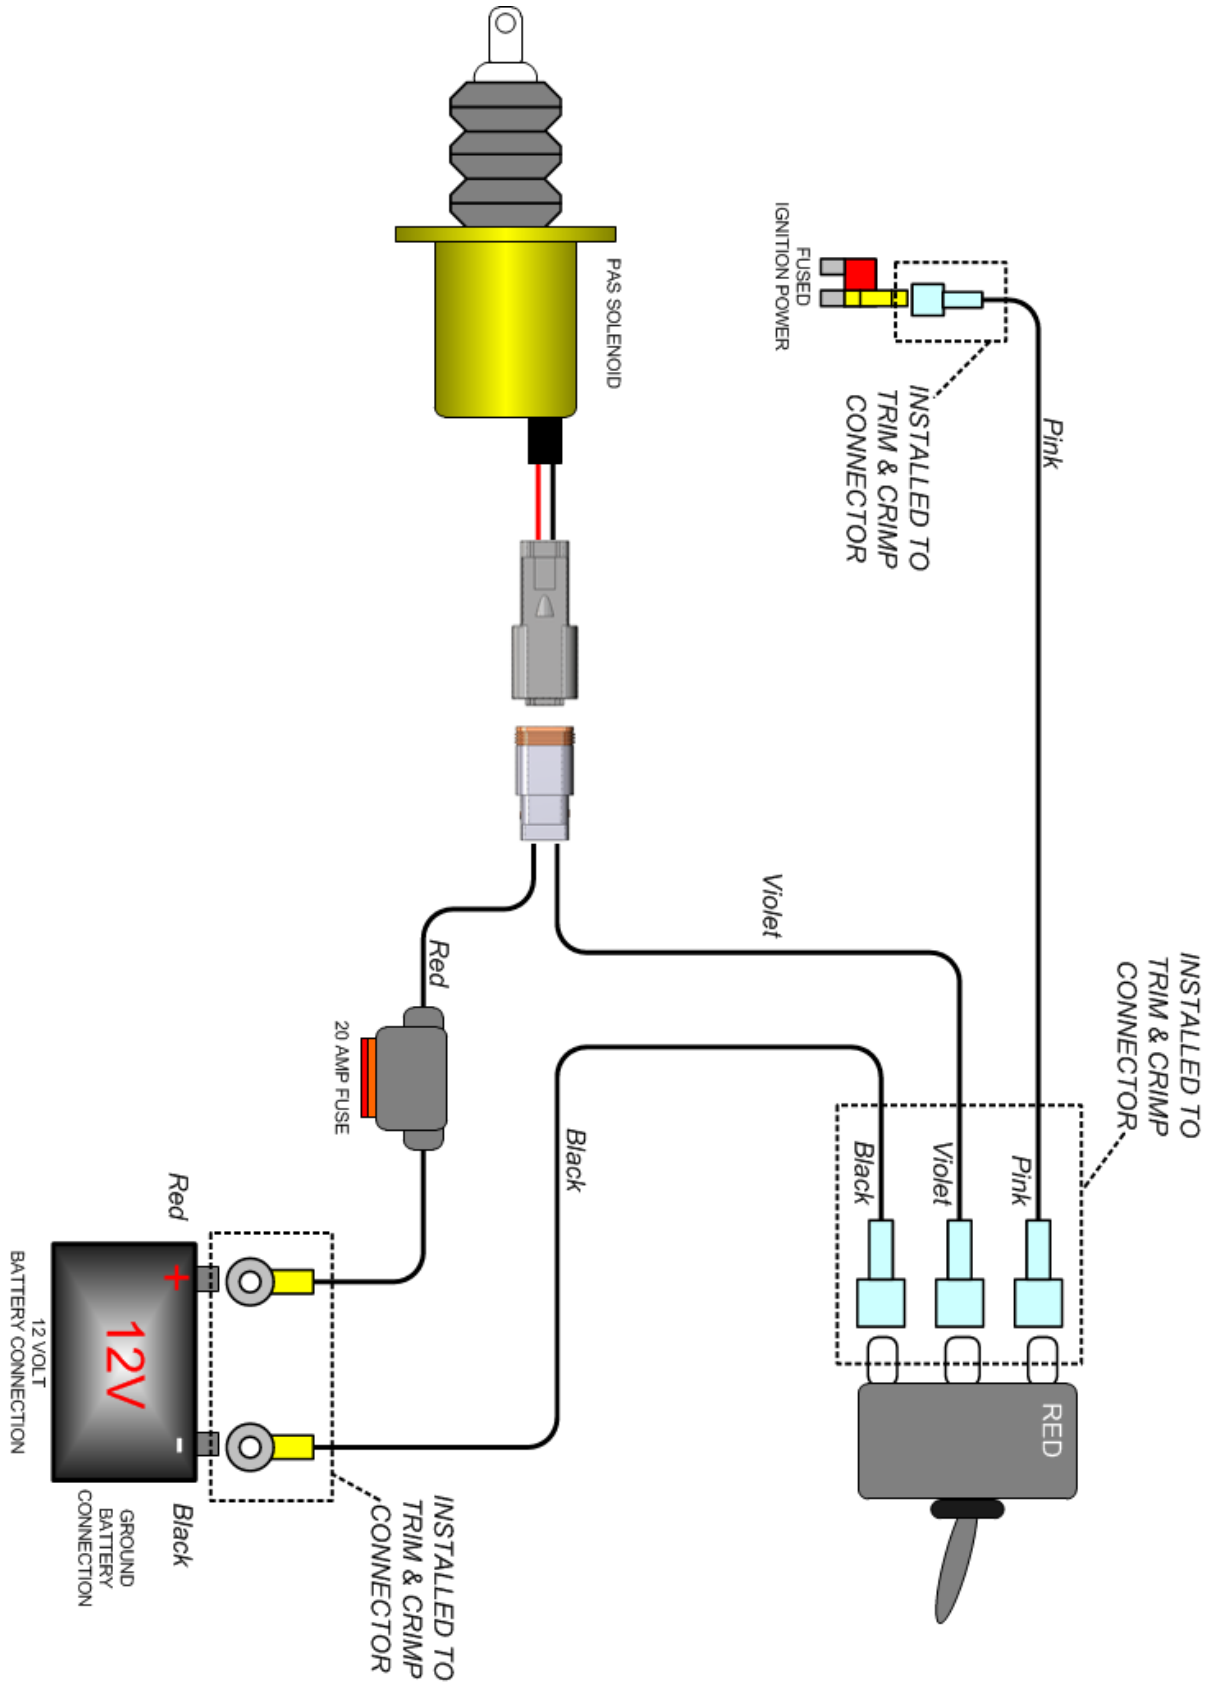 PAS SOLENOID
FUSED
IGNITION POWER
INSTALLED TO
TRIM & CRIMP
CONNECTOR
Pink
Violet
Red
20 AMP FUSE
Black
INSTALLED TO
TRIM & CRIMP
CONNECTOR
Pink
Violet
Black
RED
Red
+
12V
-
12 VOLT
BATTERY CONNECTION
Black
GROUND
BATTERY
CONNECTION
INSTALLED TO
TRIM & CRIMP
CONNECTOR